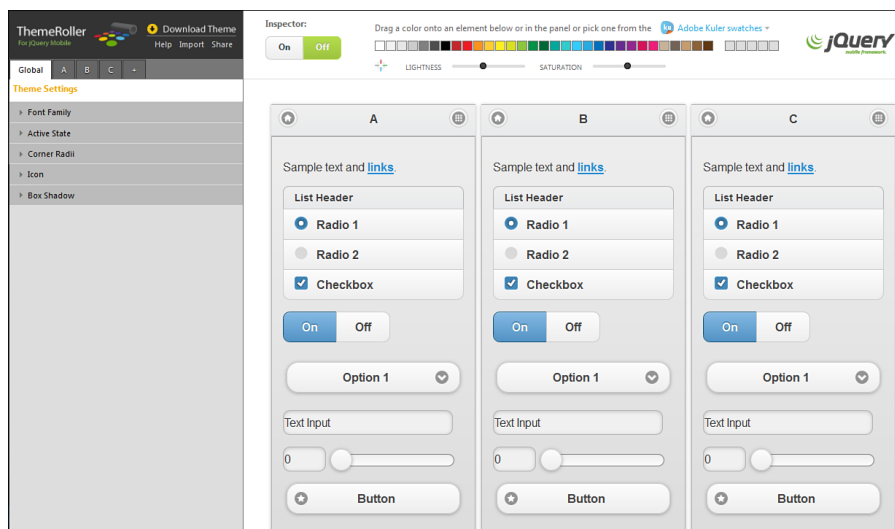 ThemeRoller
For jQuery Mobile
Download Theme
Help Import Share
Global A B C +
Theme Settings
Font Family
Active State
Corner Radii
Icon
Box Shadow
Inspector:
On Off
Drag a color onto an element below or in the panel or pick one from the ku Adobe Kuler swatches
LIGHTNESS SATURATION
jQuery
mobile framework
A
Sample text and links.
List Header
Radio 1
Radio 2
Checkbox
On Off
Option 1
Text Input
0
Button
B
Sample text and links.
List Header
Radio 1
Radio 2
Checkbox
On Off
Option 1
Text Input
0
Button
C
Sample text and links.
List Header
Radio 1
Radio 2
Checkbox
On Off
Option 1
Text Input
0
Button